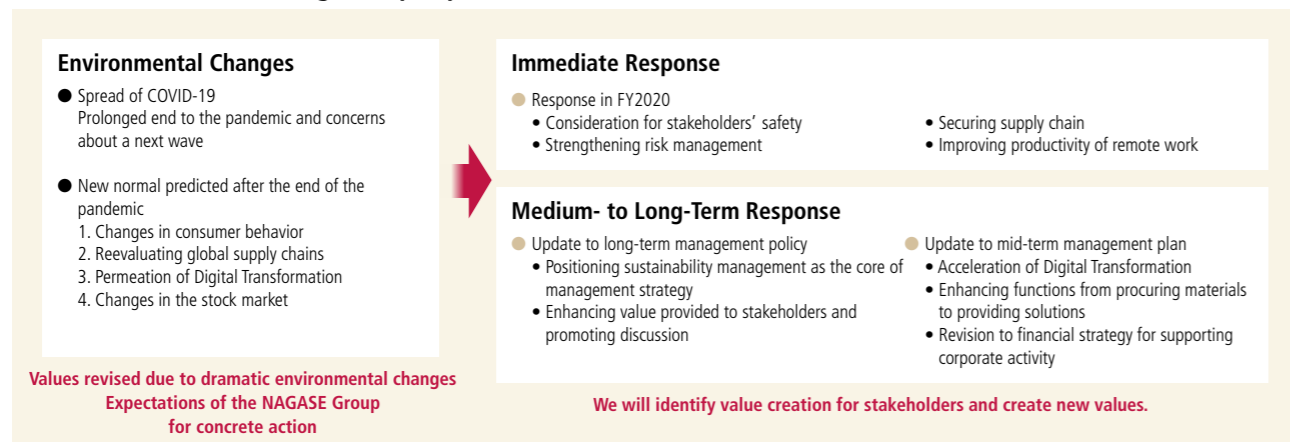 Environmental Changes
● Spread of COVID-19
Prolonged end to the pandemic and concerns
about a next wave
● New normal predicted after the end of the
pandemic
1. Changes in consumer behavior
2. Reevaluating global supply chains
3. Permeation of Digital Transformation
4. Changes in the stock market
Values revised due to dramatic environmental changes
Expectations of the NAGASE Group
for concrete action
Immediate Response
● Response in FY2020
• Consideration for stakeholders’ safety
• Strengthening risk management
• Securing supply chain
• Improving productivity of remote work
Medium- to Long-Term Response
● Update to long-term management policy
• Positioning sustainability management as the core of
management strategy
• Enhancing value provided to stakeholders and
promoting discussion
● Update to mid-term management plan
• Acceleration of Digital Transformation
• Enhancing functions from procuring materials
to providing solutions
• Revision to financial strategy for supporting
corporate activity
We will identify value creation for stakeholders and create new values.